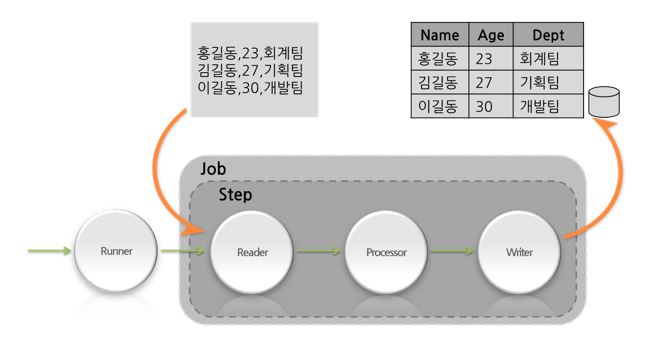 홍길동,23,회계팀
김길동,27,기획팀
이길동,30,개발팀
Name Age Dept
홍길동 23 회계팀
김길동 27 기획팀
이길동 30 개발팀
Job
Step
Runner
Reader
Processor
Writer